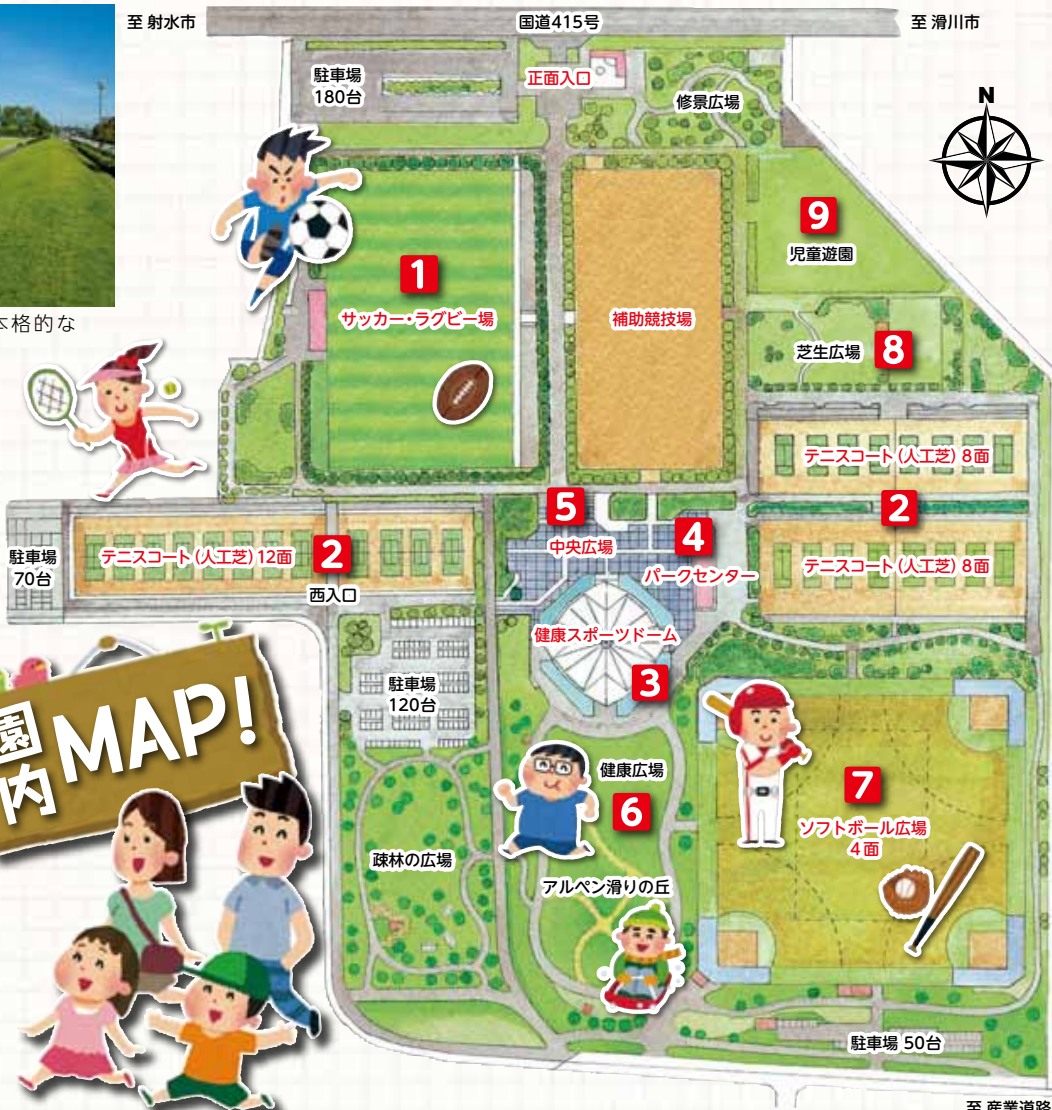 至 射水市
国道415号
至 滑川市
駐車場
180台
正面入口
修景広場
N
9
児童遊園
1
サッカー・ラグビー場
補助競技場
本格的な
芝生広場
8
テニスコート(人工芝) 8面
2
テニスコート(人工芝) 8面
5
中央広場
4
パークセンター
駐車場
70台
テニスコート(人工芝) 12面
2
西入口
健康スポーツドーム
3
駐車場
120台
園
内
MAP!
健康広場
6
7
ソフトボール広場
4面
疎林の広場
アルペン滑りの丘
駐車場 50台
至 産業道路